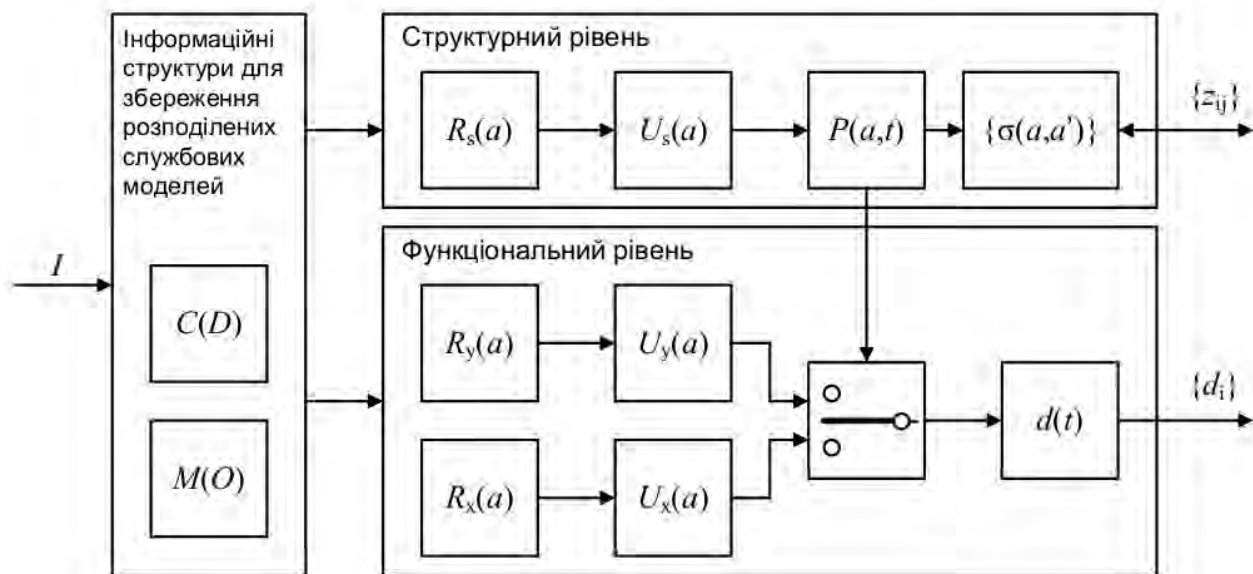 Інформаційні
структури для
збереження
розподілених
службових
моделей
C(D)
M(O)
I
Структурний рівень
Rs(a)
Us(a)
P(a,t)
{σ(a,a')}
{zij}
Функціональний рівень
Ry(a)
Uy(a)
Rx(a)
Ux(a)
d(t)
{di}